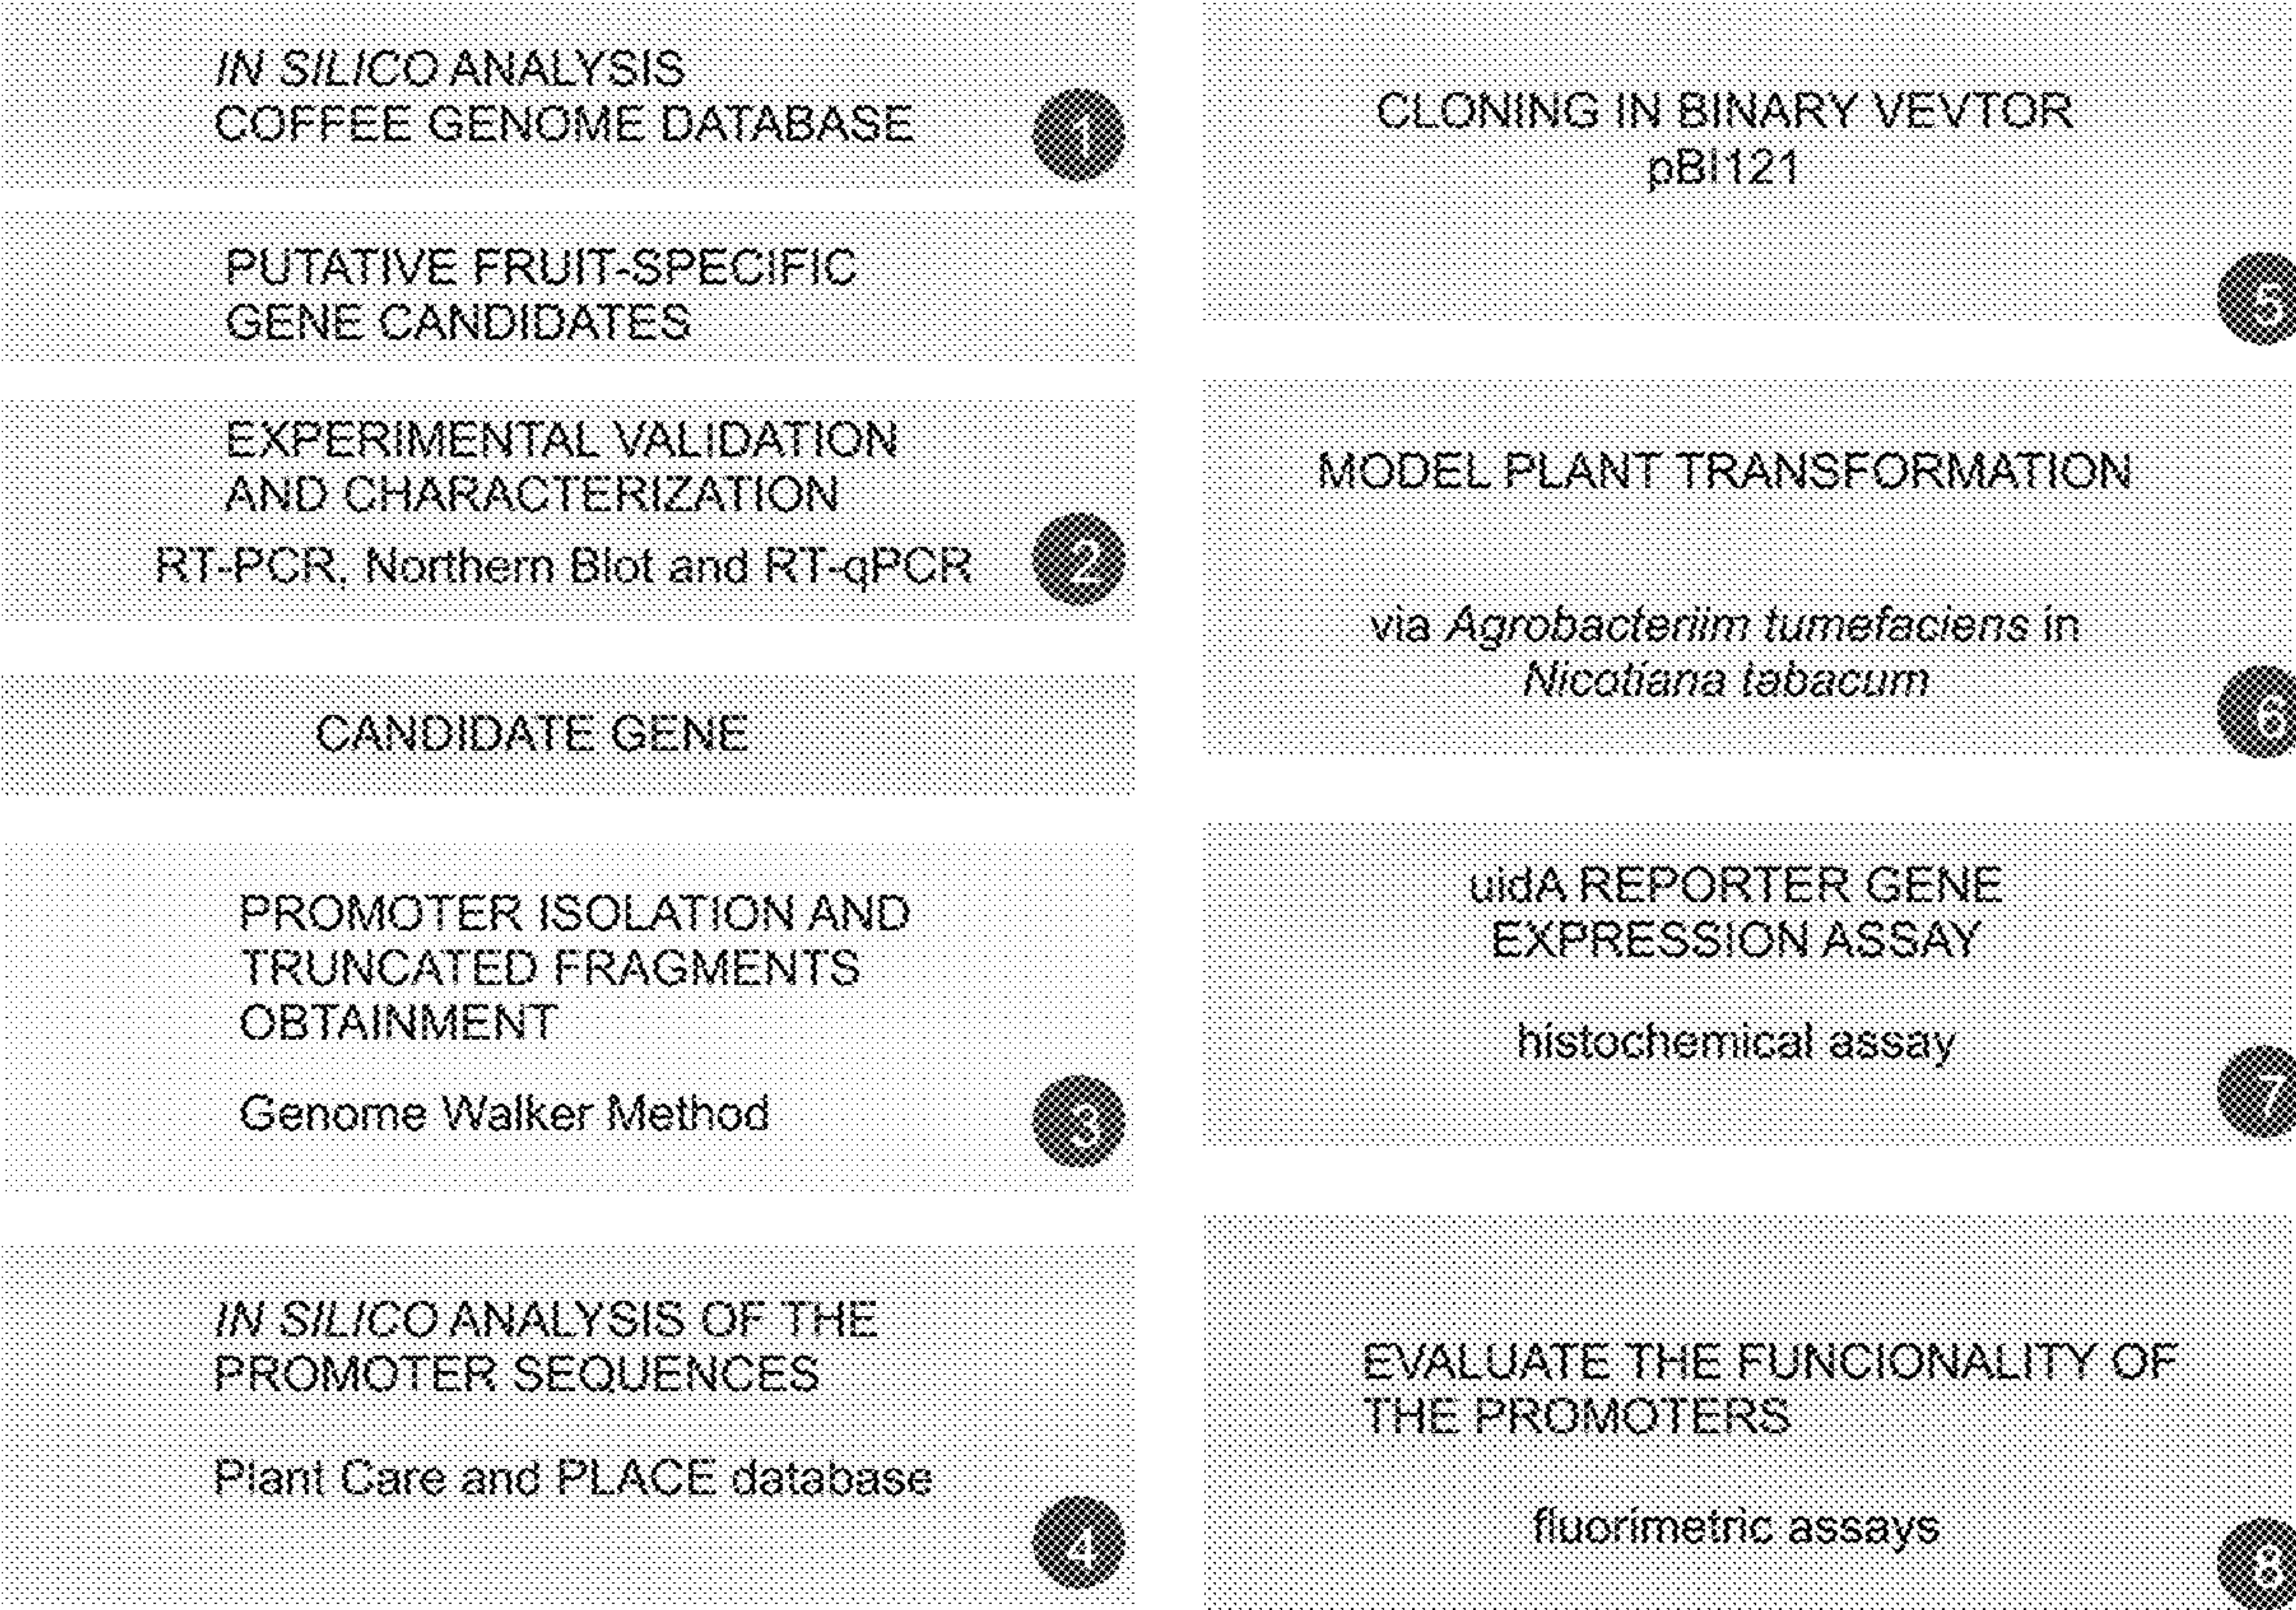 IN SILICO ANALYSIS
COFFEE GENOME DATABASE
1
PUTATIVE FRUIT-SPECIFIC
GENE CANDIDATES
EXPERIMENTAL VALIDATION
AND CHARACTERIZATION
RT-PCR, Northern Blot and RT-qPCR
2
CANDIDATE GENE
PROMOTER ISOLATION AND
TRUNCATED FRAGMENTS
OBTAINMENT
Genome Walker Method
3
IN SILICO ANALYSIS OF THE
PROMOTER SEQUENCES
Plant Care and PLACE database
4
CLONING IN BINARY VEVTOR
pBI121
5
MODEL PLANT TRANSFORMATION
via Agrobacteriim tumefaciens in
Nicotiana tabacum
6
uidA REPORTER GENE
EXPRESSION ASSAY
histochemical assay
7
EVALUATE THE FUNCIONALITY OF
THE PROMOTERS
fluorimetric assays
8